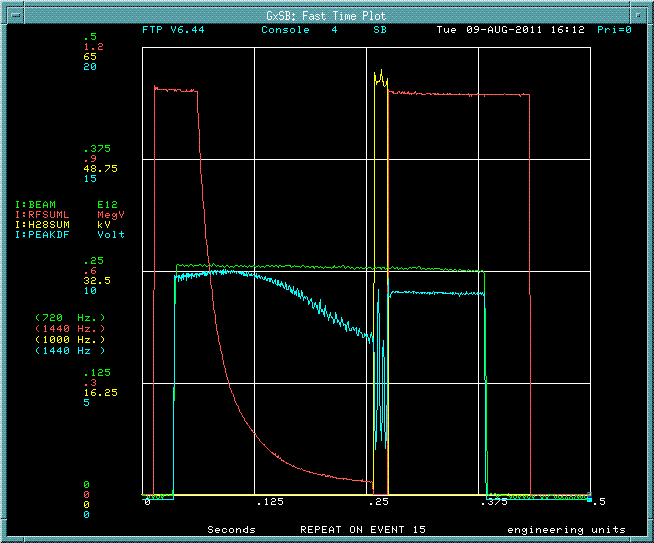 GxSB: Fast Time Plot
FTP V6.44 Console 4 SB Tue 09-AUG-2011 16:12 Pri=0
.5
1.2
65
20
.375
.9
48.75
15
I:BEAM E12
I:RFSUML MegV
I:H28SUM kV
I:PEAKDF Volt
.25
.6
32.5
10
(720 Hz.)
(1440 Hz.)
(1000 Hz.)
(1440 Hz )
.125
.3
16.25
5
0
0
0
0
0 .125 .25 .375 .5
Seconds REPEAT ON EVENT 15 engineering units